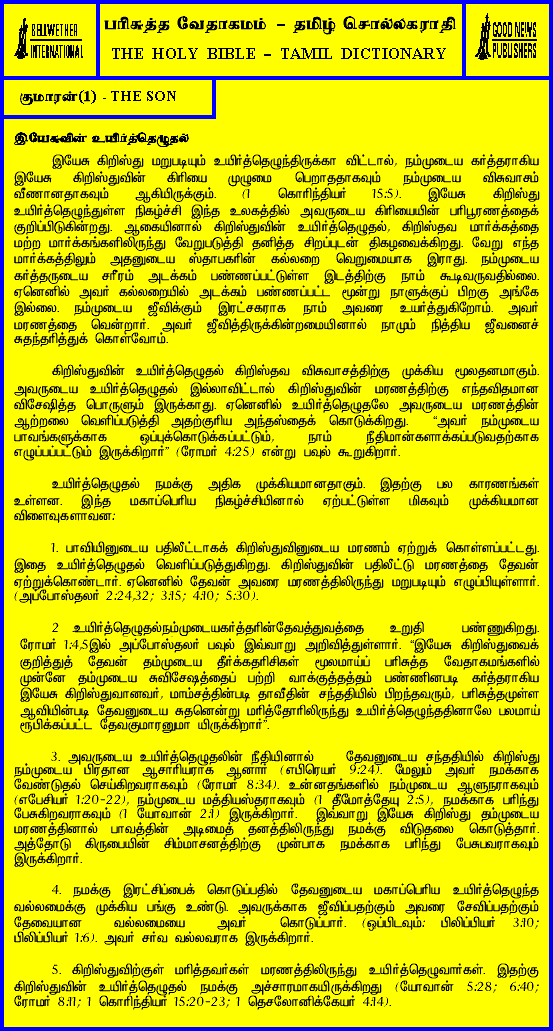 BELLWETHER
INTERNATIONAL
பரிசுத்த வேதாகமம் – தமிழ் சொல்லகராதி
THE HOLY BIBLE – TAMIL DICTIONARY
GOOD NEWS
PUBLISHERS
குமாரன்(1) - THE SON
இயேசுவின் உயிர்த்தெழுதல்
இயேசு கிறிஸ்து மறுபடியும் உயிர்த்தெழுந்திருக்கா விட்டால், நம்முடைய கர்த்தராகிய
இயேசு கிறிஸ்துவின் கிரியை முழுமை பெறாததாகவும் நம்முடைய விசுவாசம்
வீணானதாகவும் ஆகியிருக்கும். (1 கொரிந்தியர் 15:5). இயேசு கிறிஸ்து
உயிர்த்தெழுந்துள்ள நிகழ்ச்சி இந்த உலகத்தில் அவருடைய கிரியையின் பரிபூரணத்தைக்
குறிப்பிடுகின்றது. ஆகையினால் கிறிஸ்துவின் உயிர்த்தெழுதல், கிறிஸ்தவ மார்க்கத்தை
மற்ற மார்க்கங்களிலிருந்து வேறுபடுத்தி தனித்த சிறப்புடன் திகழவைக்கிறது. வேறு எந்த
மார்க்கத்திலும் அதனுடைய ஸ்தாபகரின் கல்லறை வெறுமையாக இராது. நம்முடைய
கர்த்தருடைய சரீரம் அடக்கம் பண்ணப்பட்டுள்ள இடத்திற்கு நாம் கூடிவருவதில்லை.
ஏனெனில் அவர் கல்லறையில் அடக்கம் பண்ணப்பட்ட மூன்று நாளுக்குப் பிறகு அங்கே
இல்லை. நம்முடைய ஜீவிக்கும் இரட்சகராக நாம் அவரை உயர்த்துகிறோம். அவர்
மரணத்தை வென்றார். அவர் ஜீவித்திருக்கின்றமையினால் நாமும் நித்திய ஜீவனைச்
சுதந்தரித்துக் கொள்வோம்.
கிறிஸ்துவின் உயிர்த்தெழுதல் கிறிஸ்தவ விசுவாசத்திற்கு முக்கிய மூலதனமாகும்.
அவருடைய உயிர்த்தெழுதல் இல்லாவிட்டால் கிறிஸ்துவின் மரணத்திற்கு எந்தவிதமான
விசேஷித்த பொருளும் இருக்காது. ஏனெனில் உயிர்த்தெழுதலே அவருடைய மரணத்தின்
ஆற்றலை வெளிப்படுத்தி அதற்குரிய அந்தஸ்தைக் கொடுக்கிறது. "அவர் நம்முடைய
பாவங்களுக்காக ஒப்புக்கொடுக்கப்பட்டும், நாம் நீதிமான்களாக்கப்படுவதற்காக
எழுப்பப்பட்டும் இருக்கிறார்" (ரோமர் 4:25) என்று பவுல் கூறுகிறார்.
உயிர்த்தெழுதல் நமக்கு அதிக முக்கியமானதாகும். இதற்கு பல காரணங்கள்
உள்ளன. இந்த மகாப்பெரிய நிகழ்ச்சியினால் ஏற்பட்டுள்ள மிகவும் முக்கியமான
விளைவுகளாவன:
1. பாவியினுடைய பதிலீட்டாகக் கிறிஸ்துவினுடைய மரணம் ஏற்றுக் கொள்ளப்பட்டது.
இதை உயிர்த்தெழுதல் வெளிப்படுத்துகிறது. கிறிஸ்துவின் பதிலீட்டு மரணத்தை தேவன்
ஏற்றுக்கொண்டார். ஏனெனில் தேவன் அவரை மரணத்திலிருந்து மறுபடியும் எழுப்பியுள்ளார்.
(அப்போஸ்தலர் 2:24,32; 3:15; 4:10; 5:30).
2 உயிர்த்தெழுதல்நம்முடையகர்த்தரின்தேவத்துவத்தை உறுதி பண்ணுகிறது.
ரோமர் 1:4,5இல் அப்போஸ்தலர் பவுல் இவ்வாறு அறிவித்துள்ளார். "இயேசு கிறிஸ்துவைக்
குறித்துத் தேவன் தம்முடைய தீர்க்கதரிசிகள் மூலமாய்ப் பரிசுத்த வேதாகமங்களில்
முன்னே தம்முடைய சுவிசேஷத்தைப் பற்றி வாக்குத்தத்தம் பண்ணினபடி கர்த்தராகிய
இயேசு கிறிஸ்துவானவர், மாம்சத்தின்படி தாவீதின் சந்ததியில் பிறந்தவரும், பரிசுத்தமுள்ள
ஆவியின்படி தேவனுடைய சுதனென்று மரித்தோரிலிருந்து உயிர்த்தெழுந்ததினாலே பலமாய்
ரூபிக்கப்பட்ட தேவகுமாரனுமா யிருக்கிறார்".
3. அவருடைய உயிர்த்தெழுதலின் நீதியினால் தேவனுடைய சந்ததியில் கிறிஸ்து
நம்முடைய பிரதான ஆசாரியராக ஆனார் (எபிரெயர் 9:24). மேலும் அவர் நமக்காக
வேண்டுதல் செய்கிறவராகவும் (ரோமர் 8:34). உன்னதங்களில் நம்முடைய ஆளுநராகவும்
(எபேசியர் 1:20-22), நம்முடைய மத்தியஸ்தராகவும் (1 தீமோத்தேயு 2:5), நமக்காக பரிந்து
பேசுகிறவராகவும் (1 யோவான் 2:1) இருக்கிறார். இவ்வாறு இயேசு கிறிஸ்து தம்முடைய
மரணத்தினால் பாவத்தின் அடிமைத் தனத்திலிருந்து நமக்கு விடுதலை கொடுத்தார்.
அத்தோடு கிருபையின் சிம்மாசனத்திற்கு முன்பாக நமக்காக பரிந்து பேசுபவராகவும்
இருக்கிறார்.
4. நமக்கு இரட்சிப்பைக் கொடுப்பதில் தேவனுடைய மகாப்பெரிய உயிர்த்தெழுந்த
வல்லமைக்கு முக்கிய பங்கு உண்டு. அவருக்காக ஜீவிப்பதற்கும் அவரை சேவிப்பதற்கும்
தேவையான வல்லமையை அவர் கொடுப்பார். (ஒப்பிடவும்: பிலிப்பியர் 3:10;
பிலிப்பியர் 1:6). அவர் சர்வ வல்லவராக இருக்கிறார்.
5. கிறிஸ்துவிற்குள் மரித்தவர்கள் மரணத்திலிருந்து உயிர்த்தெழுவார்கள். இதற்கு
கிறிஸ்துவின் உயிர்த்தெழுதல் நமக்கு அச்சாரமாகயிருக்கிறது (யோவான் 5:28; 6:40;
ரோமர் 8:11; 1 கொரிந்தியர் 15:20-23; 1 தெசலோனிக்கேயர் 4:14).